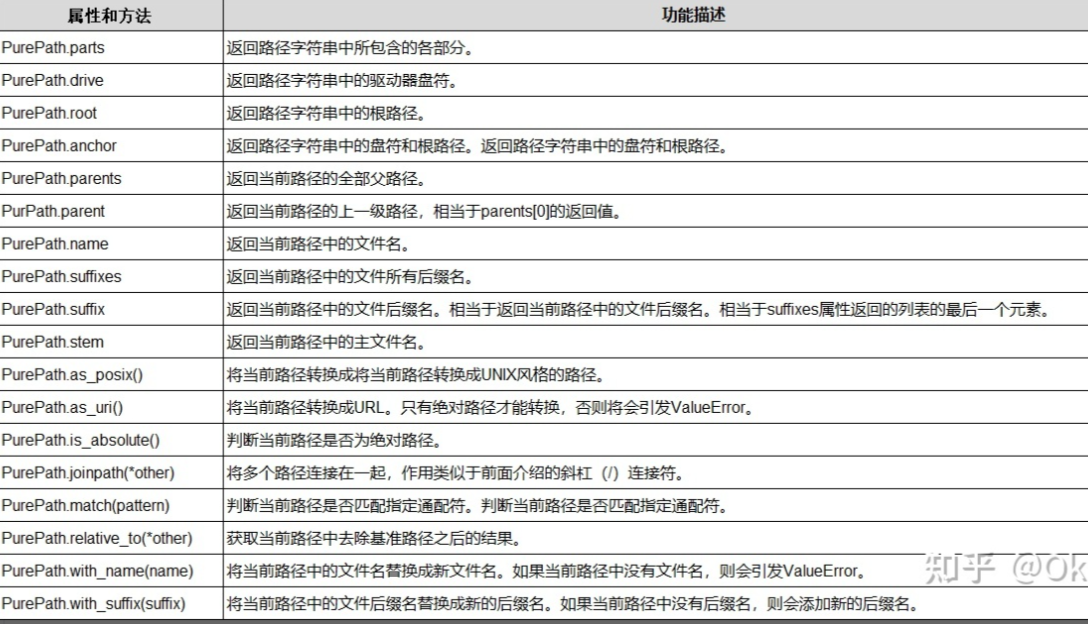 属性和方法 功能描述
PurePath.parts 返回路径字符串中所包含的各部分。
PurePath.drive 返回路径字符串中的驱动器盘符。
PurePath.root 返回路径字符串中的根路径。
PurePath.anchor 返回路径字符串中的盘符和根路径。返回路径字符串中的盘符和根路径。
PurePath.parents 返回当前路径的全部父路径。
PurPath.parent 返回当前路径的上一级路径，相当于parents[0]的返回值。
PurePath.name 返回当前路径中的文件名。
PurePath.suffixes 返回当前路径中的文件所有后缀名。
PurePath.suffix 返回当前路径中的文件后缀名。相当于返回当前路径中的文件后缀名。相当于suffixes属性返回的列表的最后一个元素。
PurePath.stem 返回当前路径中的主文件名。
PurePath.as_posix() 将当前路径转换成将当前路径转换成UNIX风格的路径。
PurePath.as_uri() 将当前路径转换成URL。只有绝对路径才能转换，否则将会引发ValueError。
PurePath.is_absolute() 判断当前路径是否为绝对路径。
PurePath.joinpath(*other) 将多个路径连接在一起，作用类似于前面介绍的斜杠（/）连接符。
PurePath.match(pattern) 判断当前路径是否匹配指定通配符。判断当前路径是否匹配指定通配符。
PurePath.relative_to(*other) 获取当前路径中去除基准路径之后的结果。
PurePath.with_name(name) 将当前路径中的文件名替换成新文件名。如果当前路径中没有文件名，则会引发ValueError。
PurePath.with_suffix(suffix) 将当前路径中的文件后缀名替换成新的后缀名。如果当前路径中没有后缀名，则会添加新的后缀名。
知乎 @Ok